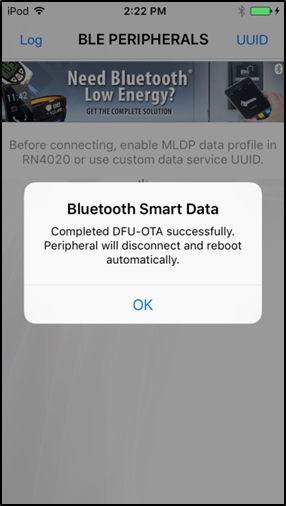 iPod 2:22 PM
Log BLE PERIPHERALS UUID
Need Bluetooth®
Low Energy?
GET THE COMPLETE SOLUTION
11:42
Before connecting, enable MLDP data profile in
RN4020 or use custom data service UUID.
Bluetooth Smart Data
Completed DFU-OTA successfully.
Peripheral will disconnect and reboot
automatically.
OK